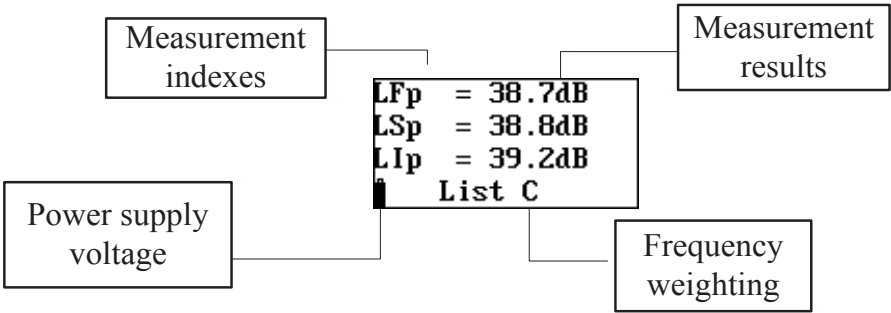 Measurement
indexes
Measurement
results
LFp = 38.7dB
LSp = 38.8dB
LIp = 39.2dB
List C
Power supply
voltage
Frequency
weighting